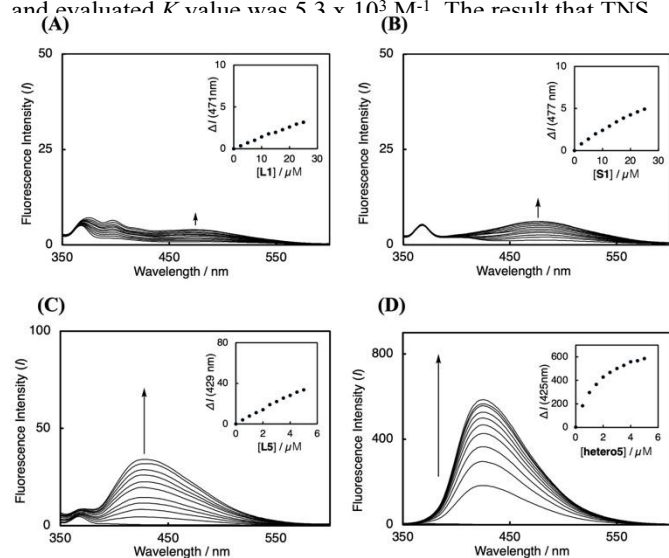 and evaluated K value was 5.3 x 10³ M⁻¹. The result that TNS
(A)
50
25
0
Fluorescence Intensity (I)
350
450
550
Wavelength / nm
10
5
0
ΔI (471nm)
0
10
20
30
[L1] / μM
(B)
50
25
0
Fluorescence Intensity (I)
350
450
550
Wavelength / nm
10
5
0
ΔI (477 nm)
0
10
20
30
[S1] / μM
(C)
100
50
0
Fluorescence Intensity (I)
350
450
550
Wavelength / nm
80
40
0
ΔI (429 nm)
0
2
4
6
[L5] / μM
(D)
800
400
0
Fluorescence Intensity (I)
350
450
550
Wavelength / nm
600
400
200
0
ΔI (425nm)
0
2
4
6
[hetero5] / μM